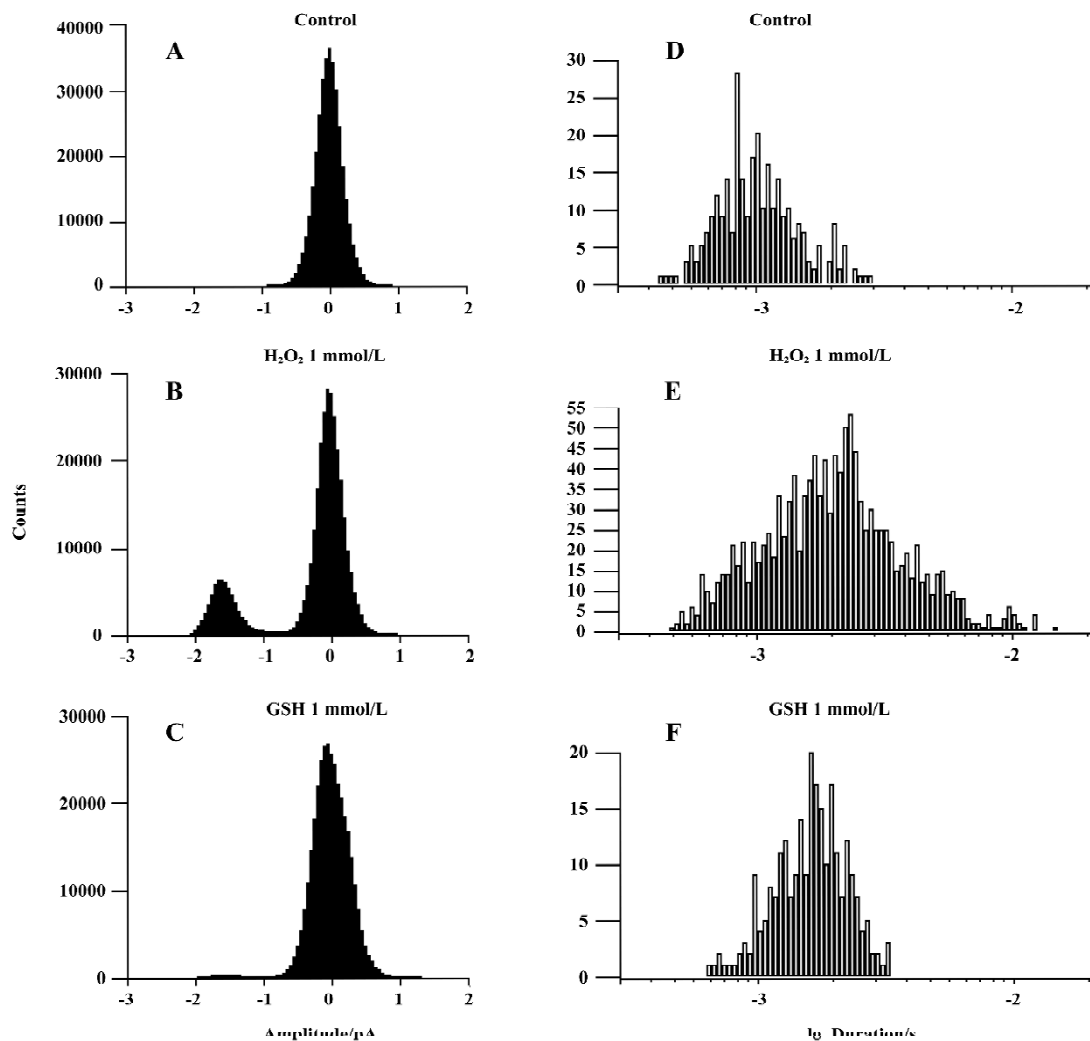 Control
A
40000
30000
20000
10000
0
-3 -2 -1 0 1 2
Control
D
30
25
20
15
10
5
0
-3 -2
H₂O₂ 1 mmol/L
B
30000
20000
10000
0
-3 -2 -1 0 1 2
H₂O₂ 1 mmol/L
E
55
50
45
40
35
30
25
20
15
10
5
0
-3 -2
Counts
GSH 1 mmol/L
C
30000
20000
10000
0
-3 -2 -1 0 1 2
Amplitude/pA
GSH 1 mmol/L
F
20
15
10
5
0
-3 -2
lg Duration/s